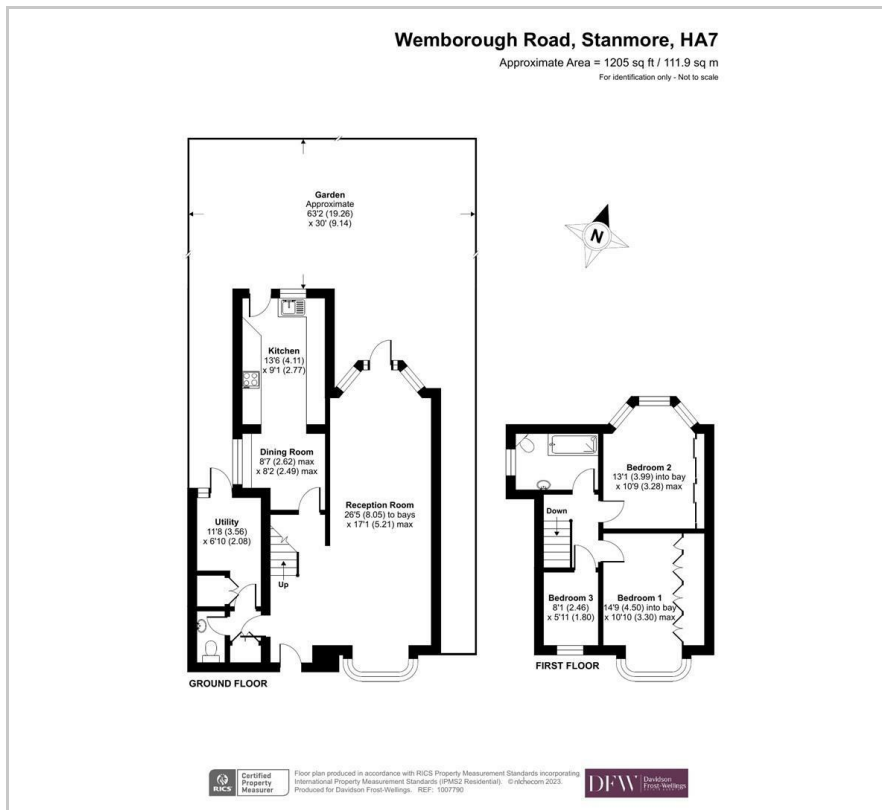 Wemborough Road, Stanmore, HA7
Approximate Area = 1205 sq ft / 111.9 sq m
For identification only - Not to scale
Garden
Approximate
63'2 (19.26)
x 30' (9.14)
N
Kitchen
13'6 (4.11)
x 9'1 (2.77)
Dining Room
8'7 (2.62) max
x 8'2 (2.49) max
Reception Room
26'5 (8.05) to bays
x 17'1 (5.21) max
Utility
11'8 (3.56)
x 6'10 (2.08)
Up
GROUND FLOOR
Bedroom 2
13'1 (3.99) into bay
x 10'9 (3.28) max
Down
Bedroom 3
8'1 (2.46)
x 5'11 (1.80)
Bedroom 1
14'9 (4.50) into bay
x 10'10 (3.30) max
FIRST FLOOR
RICS
Certified
Property
Measurer
Floor plan produced in accordance with RICS Property Measurement Standards incorporating
International Property Measurement Standards (IPMS2 Residential). © nichecom 2023.
Produced for Davidson Frost-Wellings. REF: 1007790
DFW
Davidson
Frost-Wellings